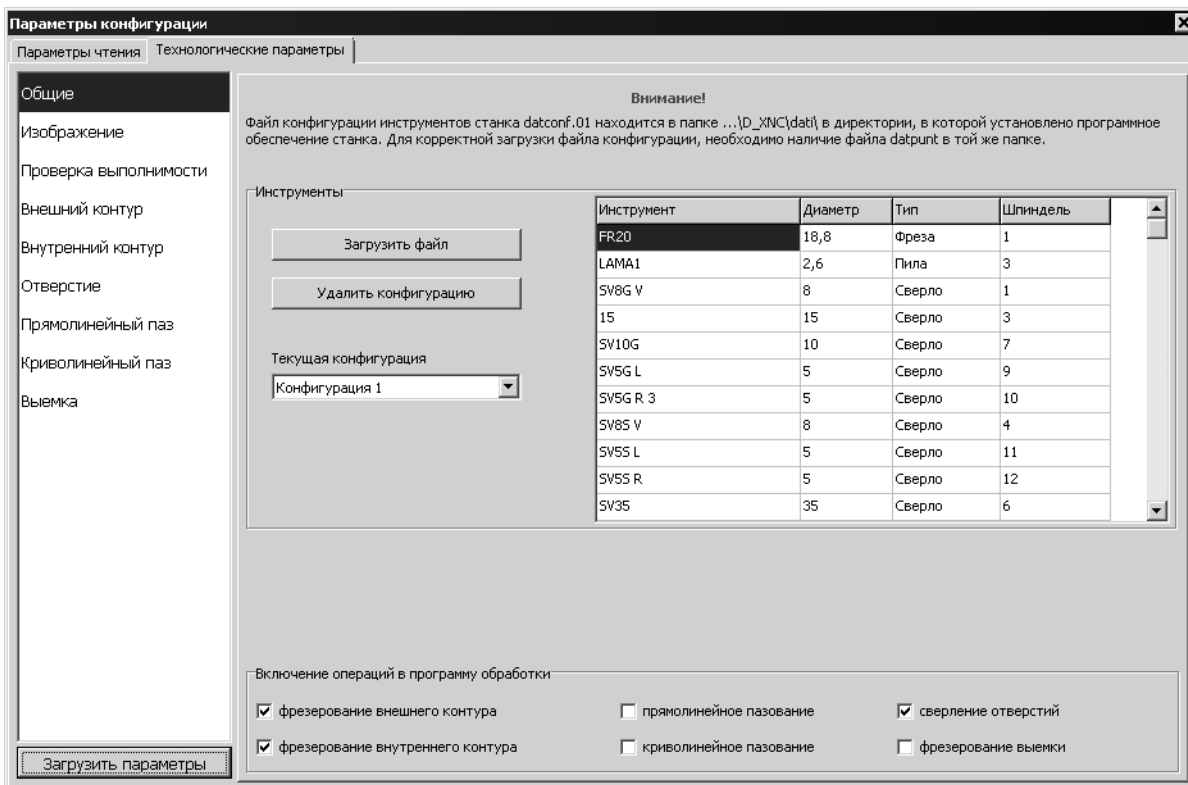 Параметры конфигурации
Параметры чтения Технологические параметры
Общие
Изображение
Проверка выполнимости
Внешний контур
Внутренний контур
Отверстие
Прямолинейный паз
Криволинейный паз
Выемка
Загрузить параметры
Внимание!
Файл конфигурации инструментов станка datconf.01 находится в папке ...\D_XNC\dati\ в директории, в которой установлено программное
обеспечение станка. Для корректной загрузки файла конфигурации, необходимо наличие файла datpunt в той же папке.
Инструменты
Загрузить файл
Удалить конфигурацию
Текущая конфигурация
Конфигурация 1
Инструмент Диаметр Тип Шпиндель
FR20 18,8 Фреза 1
LAMA1 2,6 Пила 3
SV8G V 8 Сверло 1
15 15 Сверло 3
SV10G 10 Сверло 7
SV5G L 5 Сверло 9
SV5G R 3 5 Сверло 10
SV8S V 8 Сверло 4
SV5S L 5 Сверло 11
SV5S R 5 Сверло 12
SV35 35 Сверло 6
Включение операций в программу обработки
фрезерование внешнего контура прямолинейное пазование сверление отверстий
фрезерование внутреннего контура криволинейное пазование фрезерование выемки